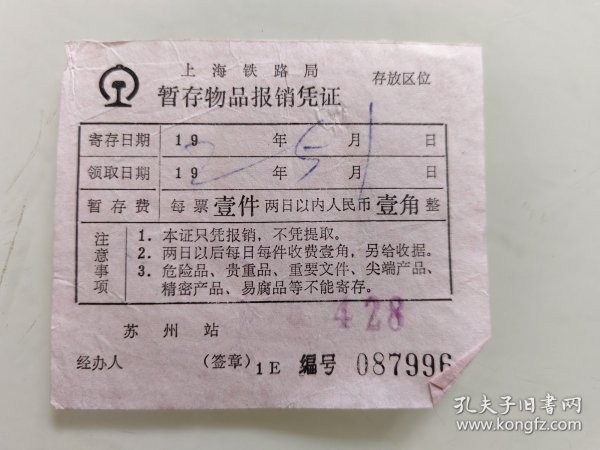 上海铁路局
存放区位
暂存物品报销凭证
寄存日期 19 年 月 日
领取日期 19 年 月 日
暂存费 每票壹件两日以内人民币壹角整
注意事项
1. 本证只凭报销，不凭提取。
2. 两日以后每日每件收费壹角，另给收据。
3. 危险品、贵重品、重要文件、尖端产品、
精密产品、易腐品等不能寄存。
428
苏州站
经办人 (签章) 1E 编号 087996
孔夫子旧书网
www.kongfz.com